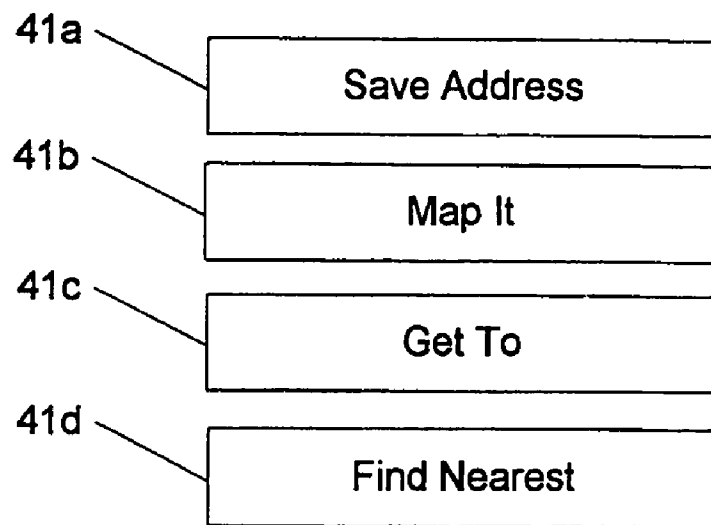 41a
Save Address
41b
Map It
41c
Get To
41d
Find Nearest